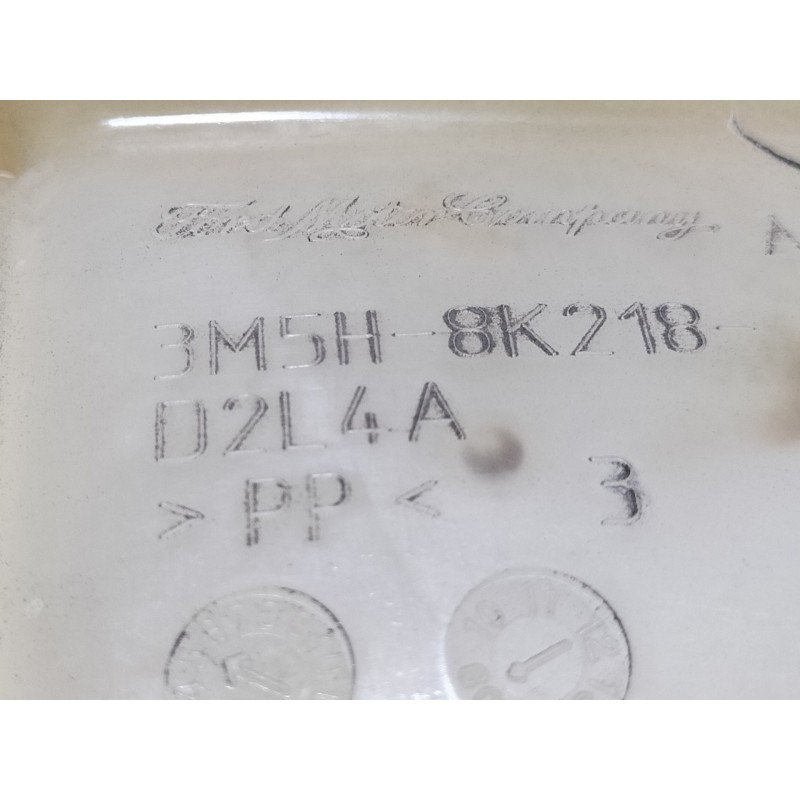 Ford Motor Company
3M5H-8K218-
D2L4A
>PP< 3